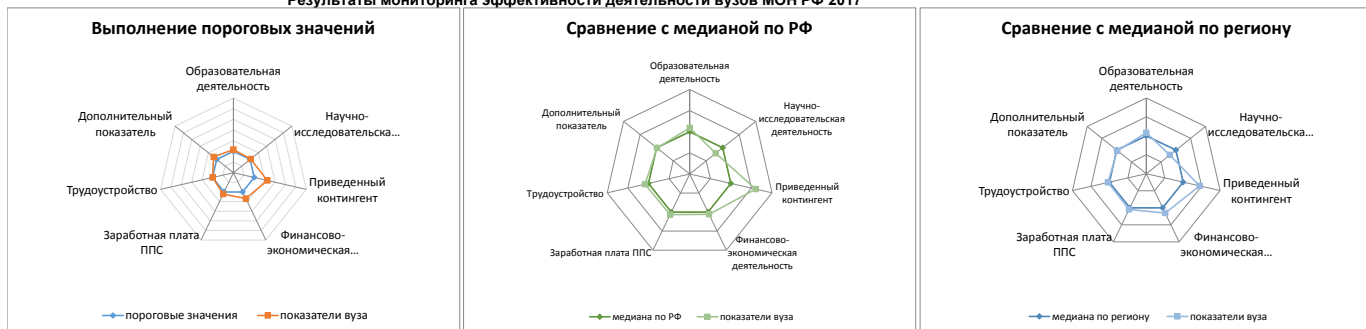 Результаты мониторинга эффективности деятельности вузов МОН РФ 2017
Выполнение пороговых значений
Образовательная
деятельность
Научно-
исследовательска…
Приведенный
контингент
Финансово-
экономическая…
Заработная плата
ППС
Трудоустройство
Дополнительный
показатель
пороговые значения
показатели вуза
Сравнение с медианой по РФ
Образовательная
деятельность
Научно-
исследовательская
деятельность
Приведенный
контингент
Финансово-
экономическая
деятельность
Заработная плата ППС
Трудоустройство
Дополнительный
показатель
медиана по РФ
показатели вуза
Сравнение с медианой по региону
Образовательная
деятельность
Научно-
исследовательска…
Приведенный
контингент
Финансово-
экономическая…
Заработная плата
ППС
Трудоустройство
Дополнительный
показатель
медиана по региону
показатели вуза